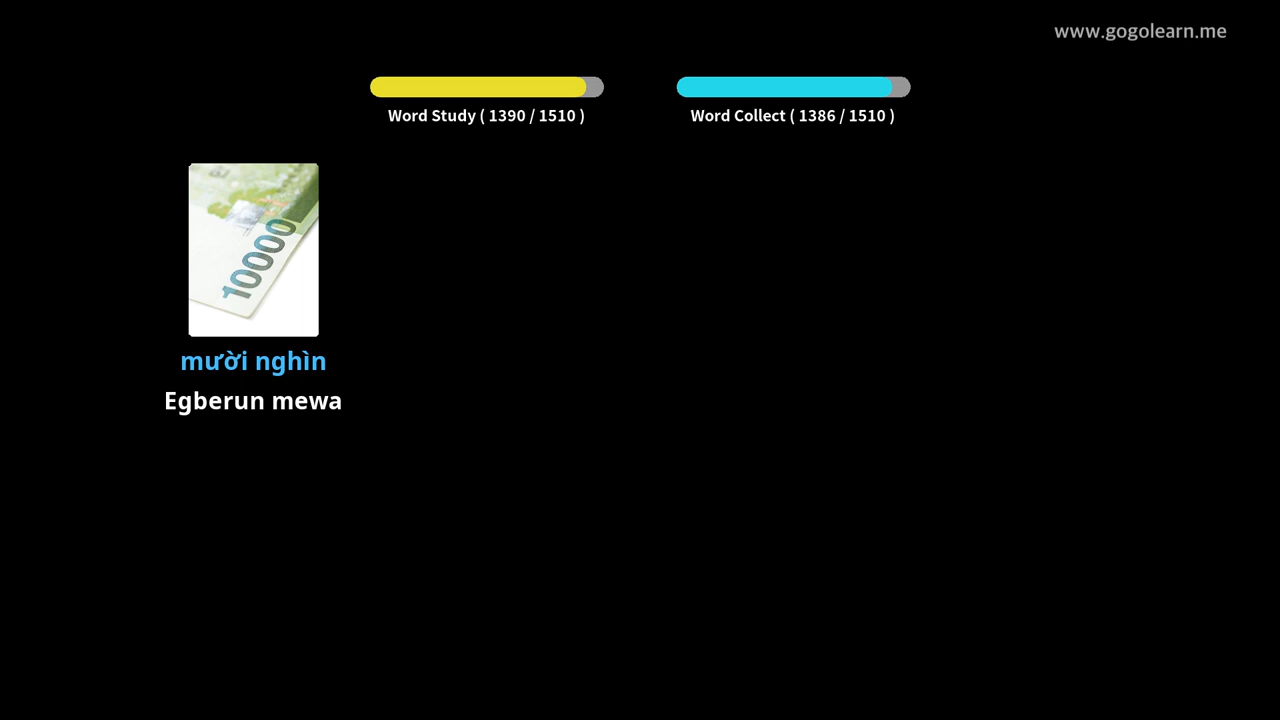 www.gogolearn.me
Word Study ( 1390 / 1510 )
Word Collect ( 1386 / 1510 )
10000
mười nghìn
Egberun mewa